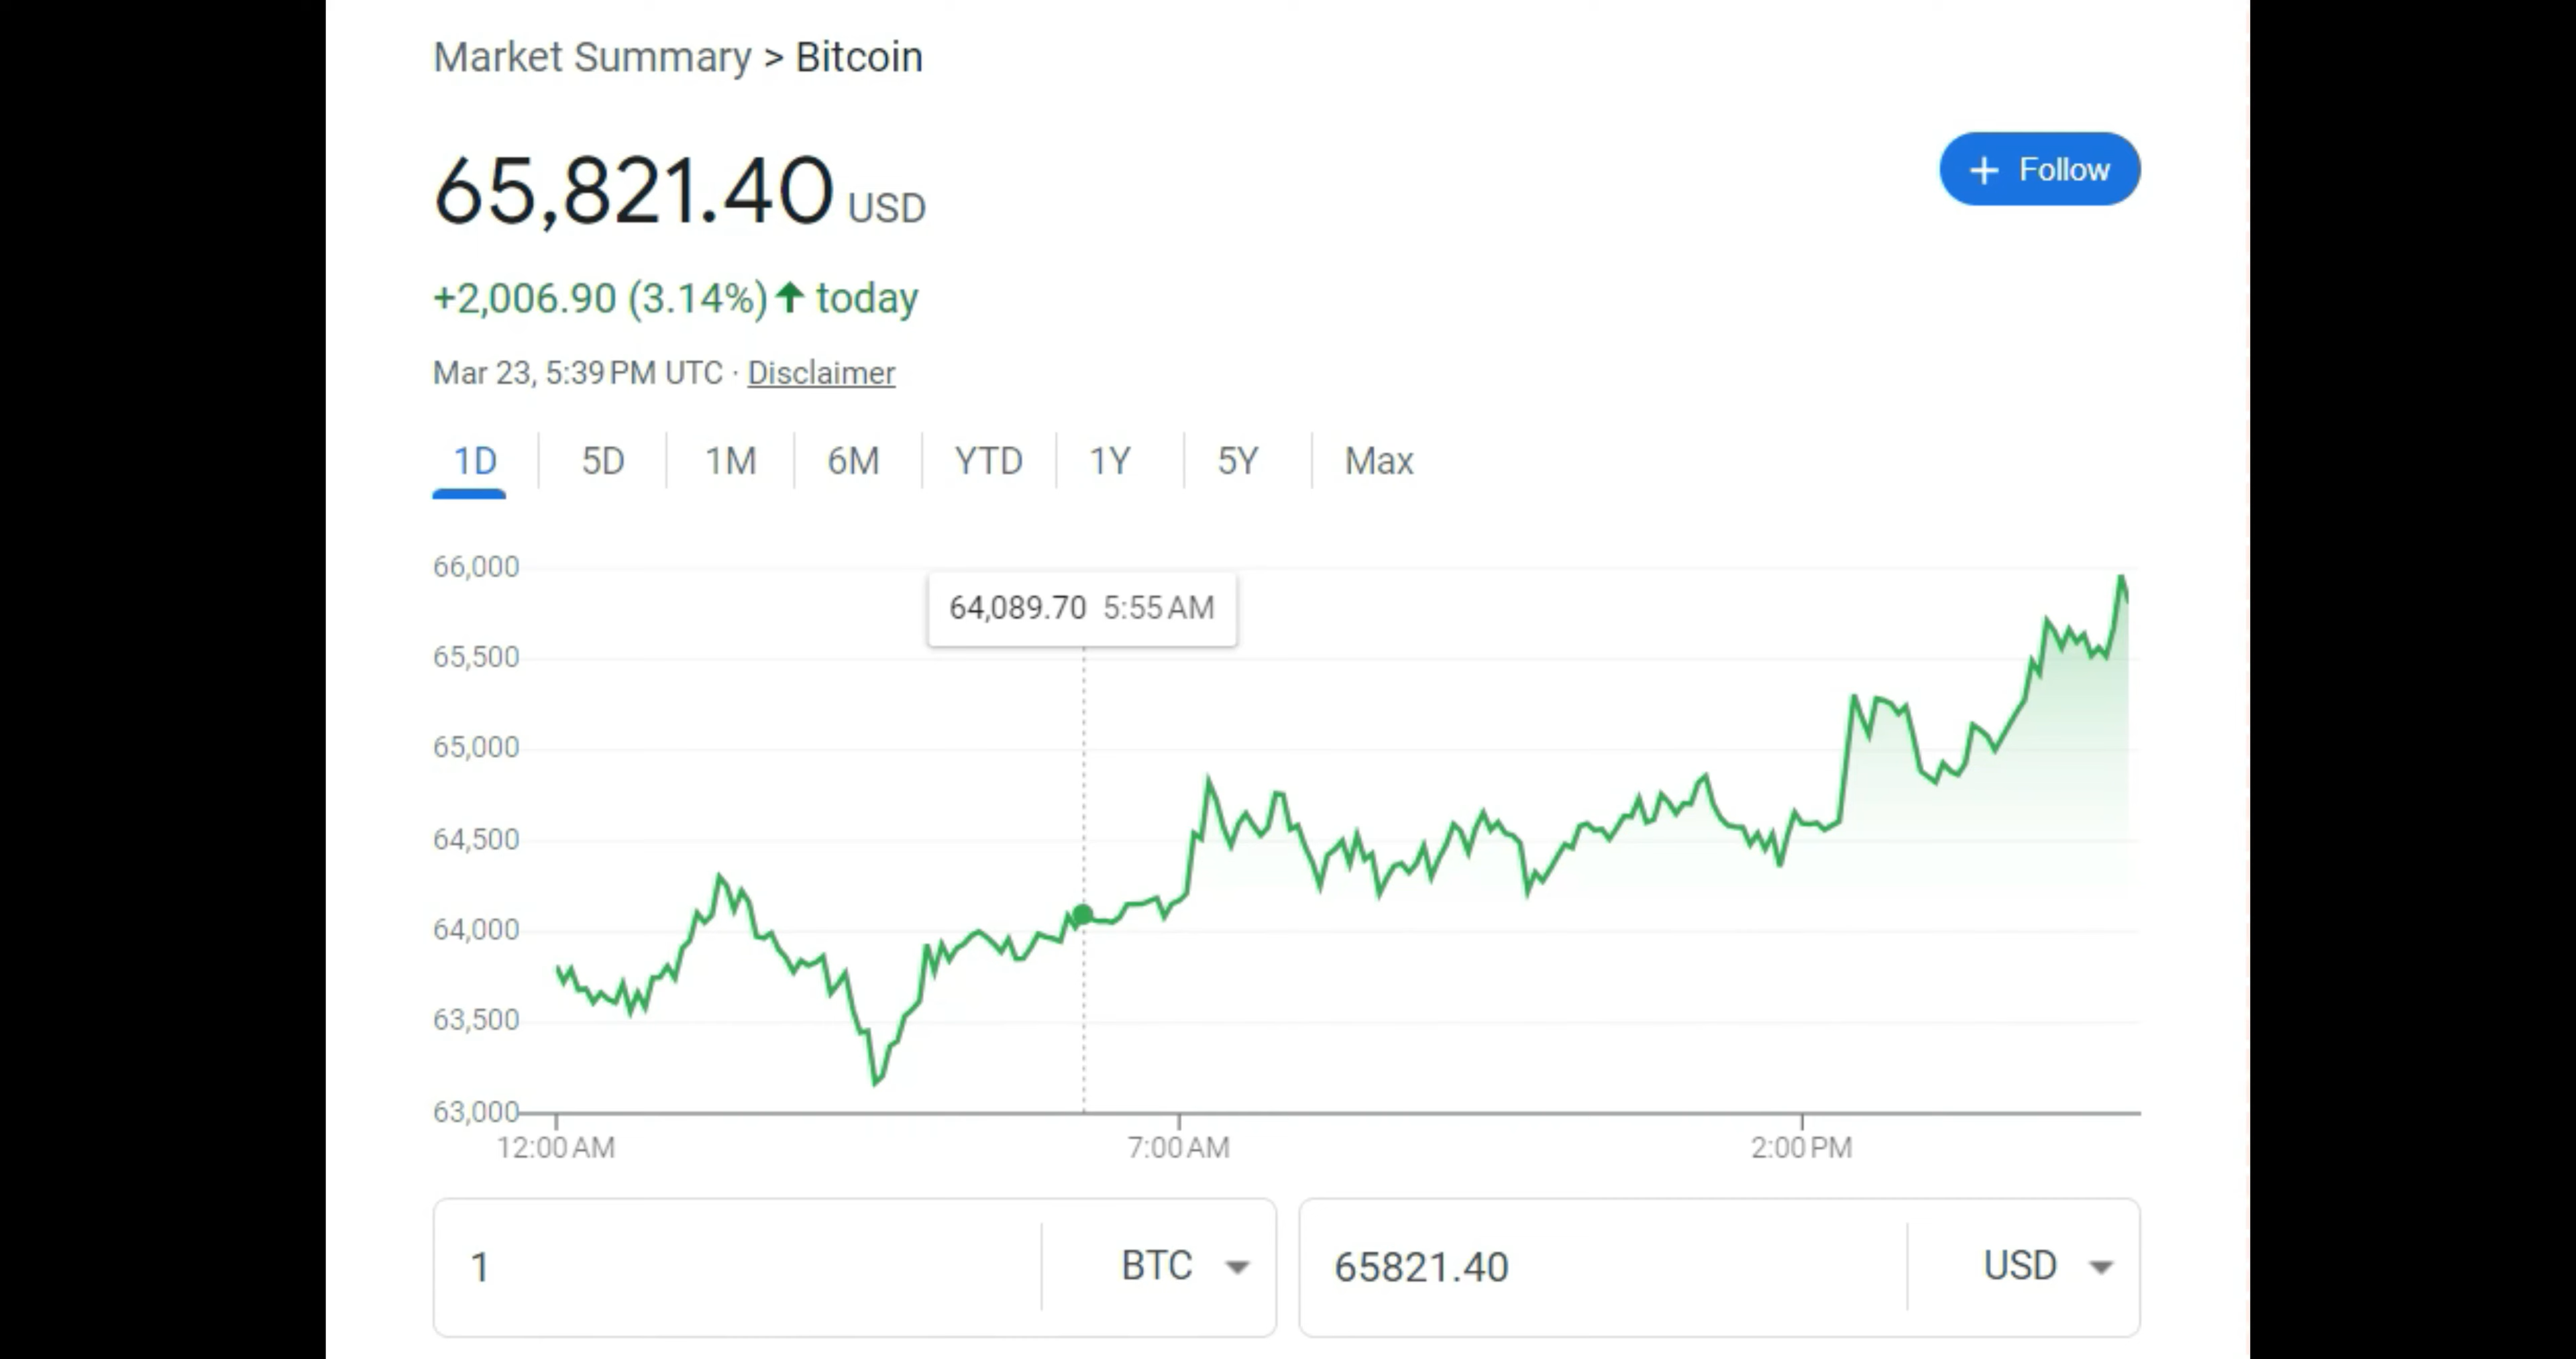 Market Summary > Bitcoin
65,821.40 USD
+ Follow
+2,006.90 (3.14%) ↑ today
Mar 23, 5:39 PM UTC · Disclaimer
1D 5D 1M 6M YTD 1Y 5Y Max
66,000
64,089.70 5:55 AM
65,500
65,000
64,500
64,000
63,500
63,000
12:00 AM 7:00 AM 2:00 PM
1 BTC 65821.40 USD